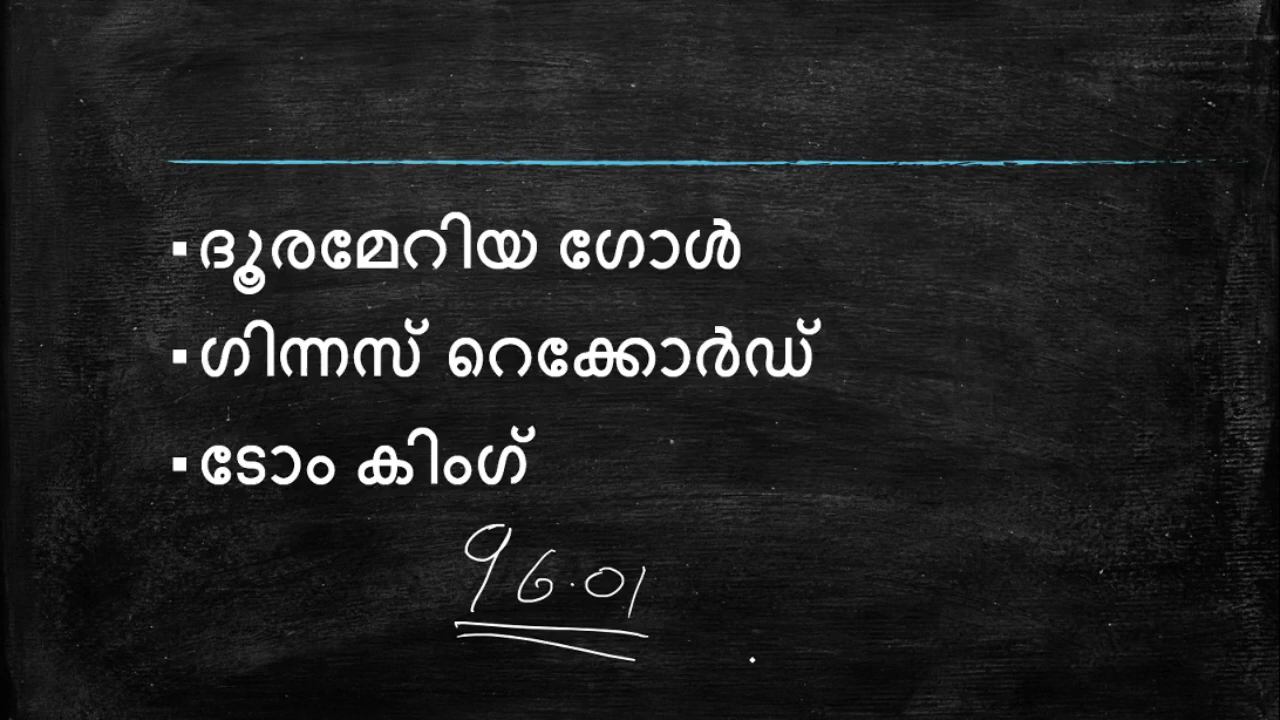 ▪ ദൂരമേറിയ ഗോൾ
▪ ഗിന്നസ് റെക്കോർഡ്
▪ ടോം കിംഗ്
96.01